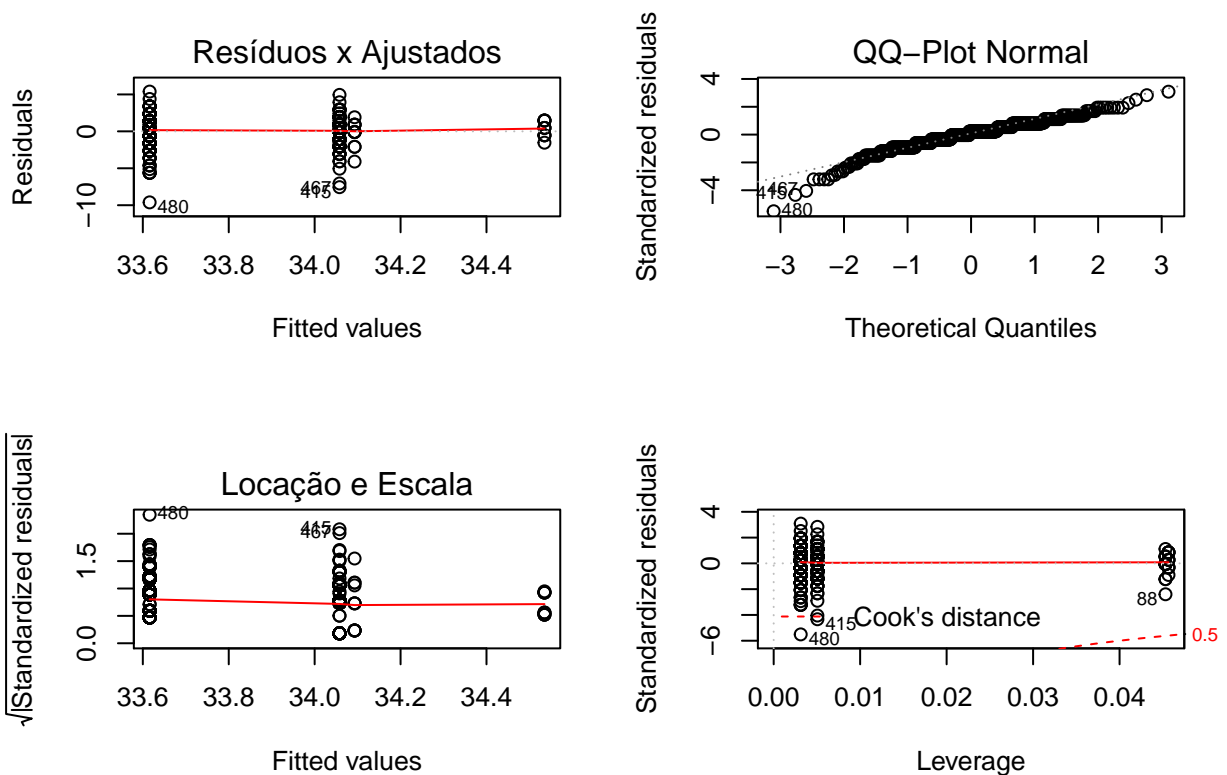 Resíduos x Ajustados
Residuals
0
−10
480
467
415
33.6 33.8 34.0 34.2 34.4
Fitted values
QQ−Plot Normal
Standardized residuals
4
0
−4
467
415
480
−3 −2 −1 0 1 2 3
Theoretical Quantiles
Locação e Escala
√|Standardized residuals|
1.5
0.0
480
415
467
33.6 33.8 34.0 34.2 34.4
Fitted values
Standardized residuals
4
0
−6
88
Cook's distance
415
480
0.5
0.00 0.01 0.02 0.03 0.04
Leverage